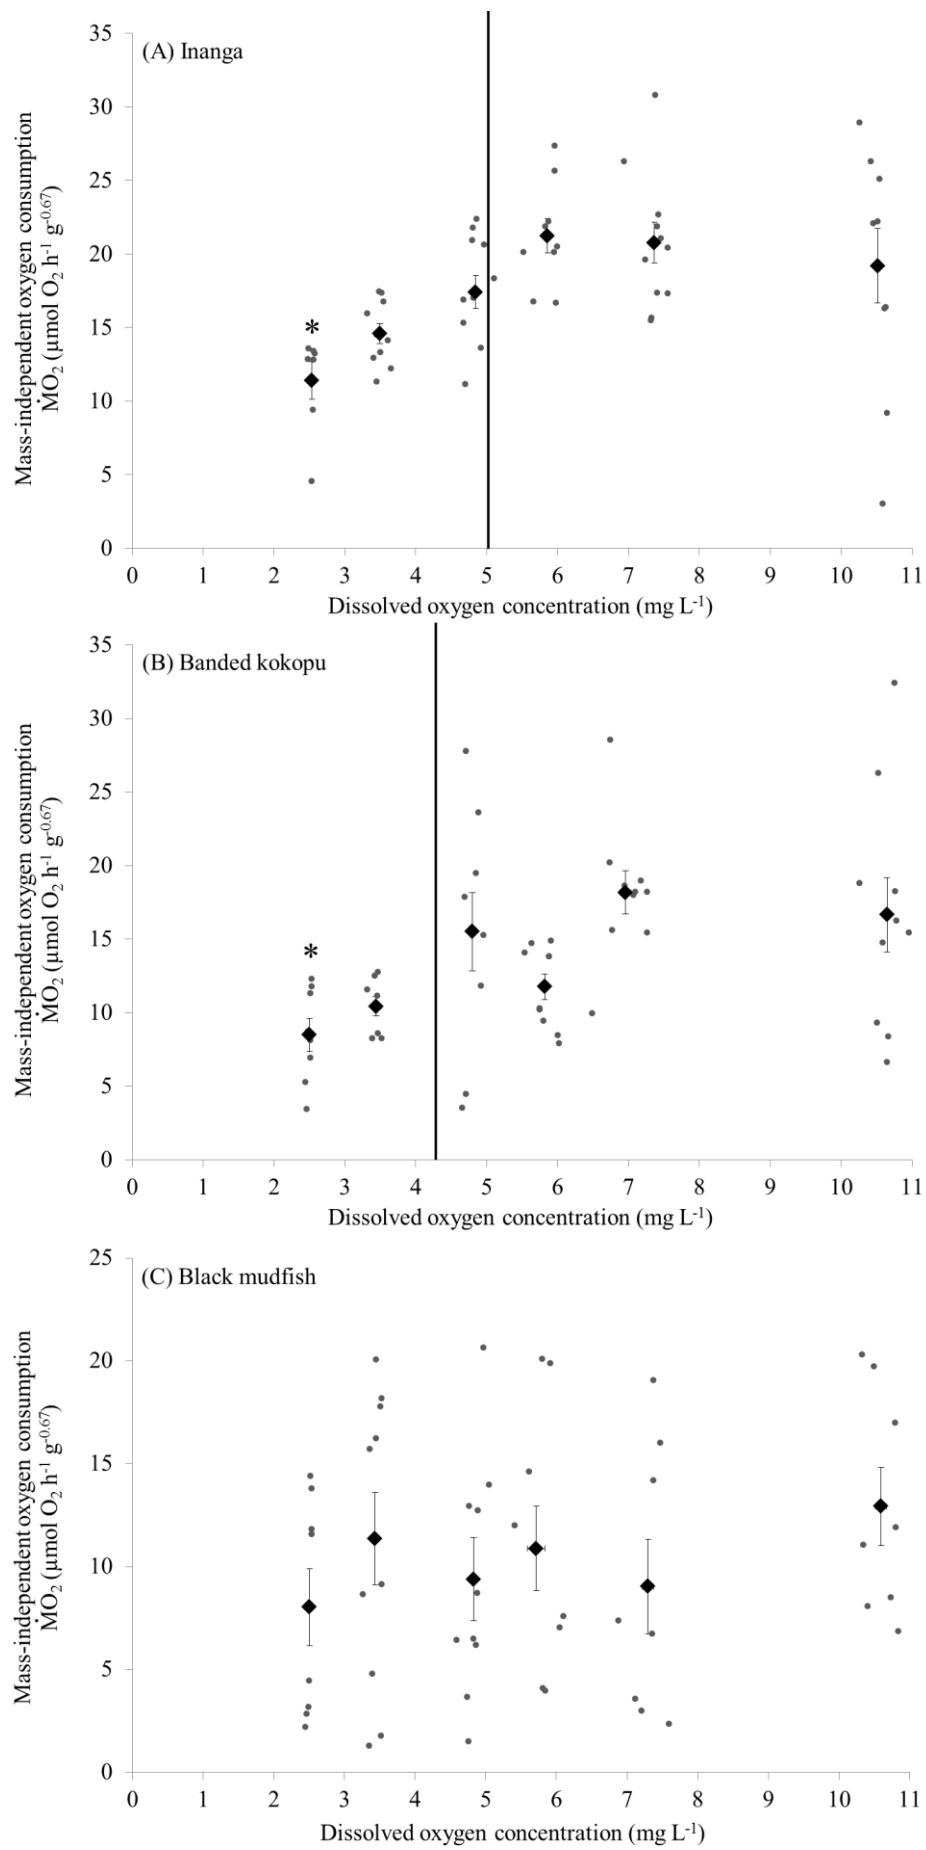 (A) Inanga
35
30
25
20
15
10
5
0
Mass-independent oxygen consumption
ṀO₂ (µmol O₂ h⁻¹ g⁻⁰·⁶⁷)
*
0 1 2 3 4 5 6 7 8 9 10 11
Dissolved oxygen concentration (mg L⁻¹)
(B) Banded kokopu
35
30
25
20
15
10
5
0
Mass-independent oxygen consumption
ṀO₂ (µmol O₂ h⁻¹ g⁻⁰·⁶⁷)
*
0 1 2 3 4 5 6 7 8 9 10 11
Dissolved oxygen concentration (mg L⁻¹)
(C) Black mudfish
25
20
15
10
5
0
Mass-independent oxygen consumption
ṀO₂ (µmol O₂ h⁻¹ g⁻⁰·⁶⁷)
0 1 2 3 4 5 6 7 8 9 10 11
Dissolved oxygen concentration (mg L⁻¹)